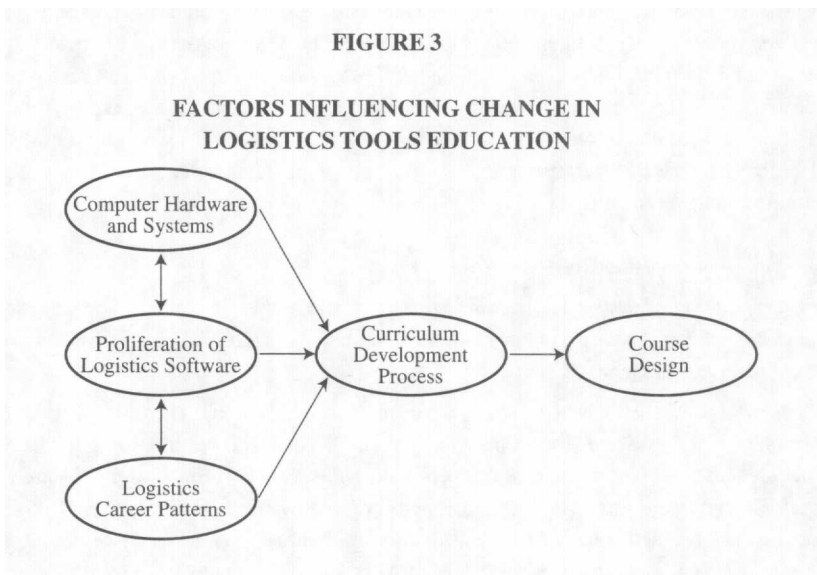 FIGURE 3
FACTORS INFLUENCING CHANGE IN
LOGISTICS TOOLS EDUCATION
Computer Hardware
and Systems
Proliferation of
Logistics Software
Curriculum
Development
Process
Course
Design
Logistics
Career Patterns